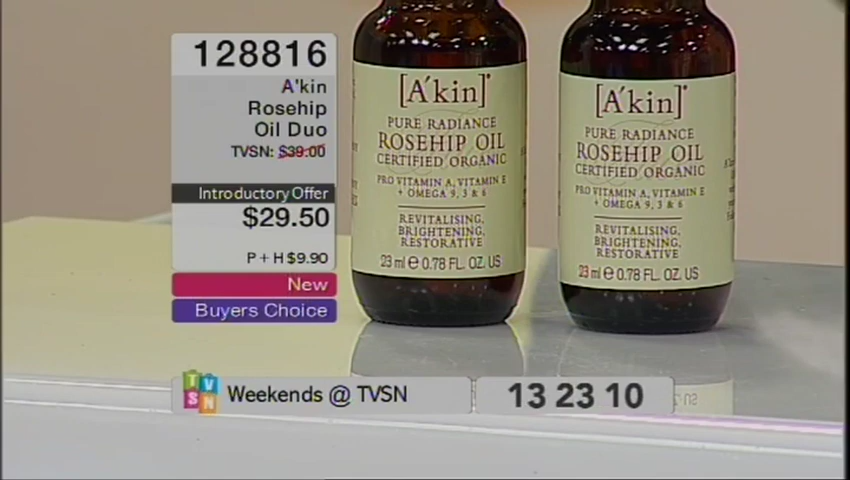 128816
A'kin
Rosehip
Oil Duo
TVSN: $39.00
Introductory Offer
$29.50
P + H $9.90
New
Buyers Choice
[A'kin]
PURE RADIANCE
ROSEHIP OIL
CERTIFIED ORGANIC
PRO VITAMIN A, VITAMIN E
+ OMEGA 9, 3 & 6
REVITALISING,
BRIGHTENING,
RESTORATIVE
23 ml e 0.78 FL. OZ. US
[A'kin]
PURE RADIANCE
ROSEHIP OIL
CERTIFIED ORGANIC
PRO VITAMIN A, VITAMIN E
+ OMEGA 9, 3 & 6
REVITALISING,
BRIGHTENING,
RESTORATIVE
23 ml e 0.78 FL. OZ. US
TVSN
Weekends @ TVSN
13 23 10